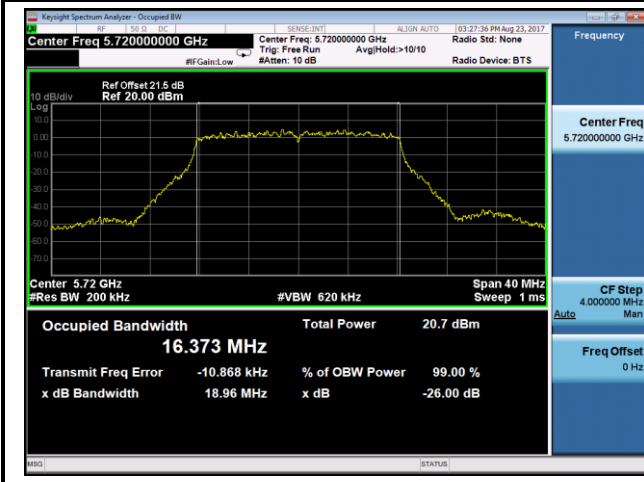 Keysight Spectrum Analyzer - Occupied BW
RF 50 Ω DC SENSE:INT ALIGN AUTO 03:27:36 PM Aug 23, 2017
Center Freq 5.720000000 GHz Center Freq: 5.720000000 GHz Radio Std: None
Trig: Free Run Avg|Hold:>10/10
#IFGain:Low #Atten: 10 dB Radio Device: BTS
Ref Offset 21.5 dB
10 dB/div Ref 20.00 dBm
Log
10.0
0.00
-10.0
-20.0
-30.0
-40.0
-50.0
-60.0
-70.0
Center 5.72 GHz Span 40 MHz
#Res BW 200 kHz #VBW 620 kHz Sweep 1 ms
Occupied Bandwidth Total Power 20.7 dBm
16.373 MHz
Transmit Freq Error -10.868 kHz % of OBW Power 99.00 %
x dB Bandwidth 18.96 MHz x dB -26.00 dB
MSG STATUS
Frequency
Center Freq
5.720000000 GHz
CF Step
4.000000 MHz
Auto Man
Freq Offset
0 Hz